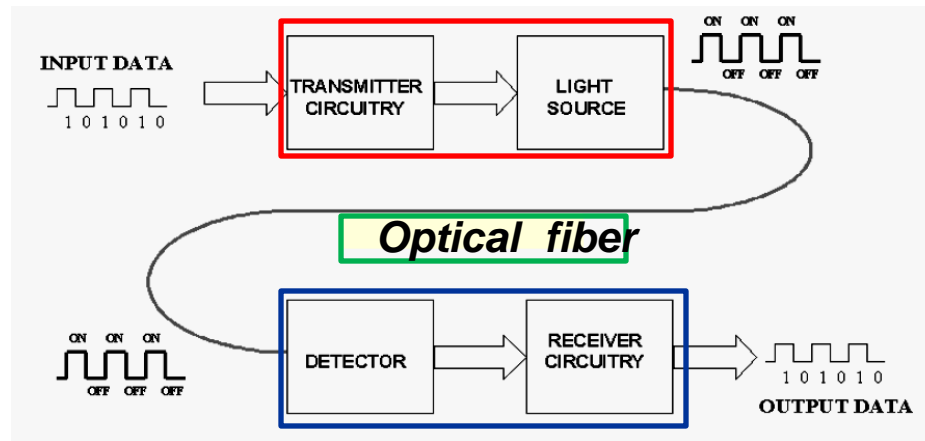 ON ON ON
OFF OFF OFF
INPUT DATA
1 0 1 0 1 0
TRANSMITTER
CIRCUITRY
LIGHT
SOURCE
Optical fiber
ON ON ON
OFF OFF OFF
DETECTOR
RECEIVER
CIRCUITRY
1 0 1 0 1 0
OUTPUT DATA